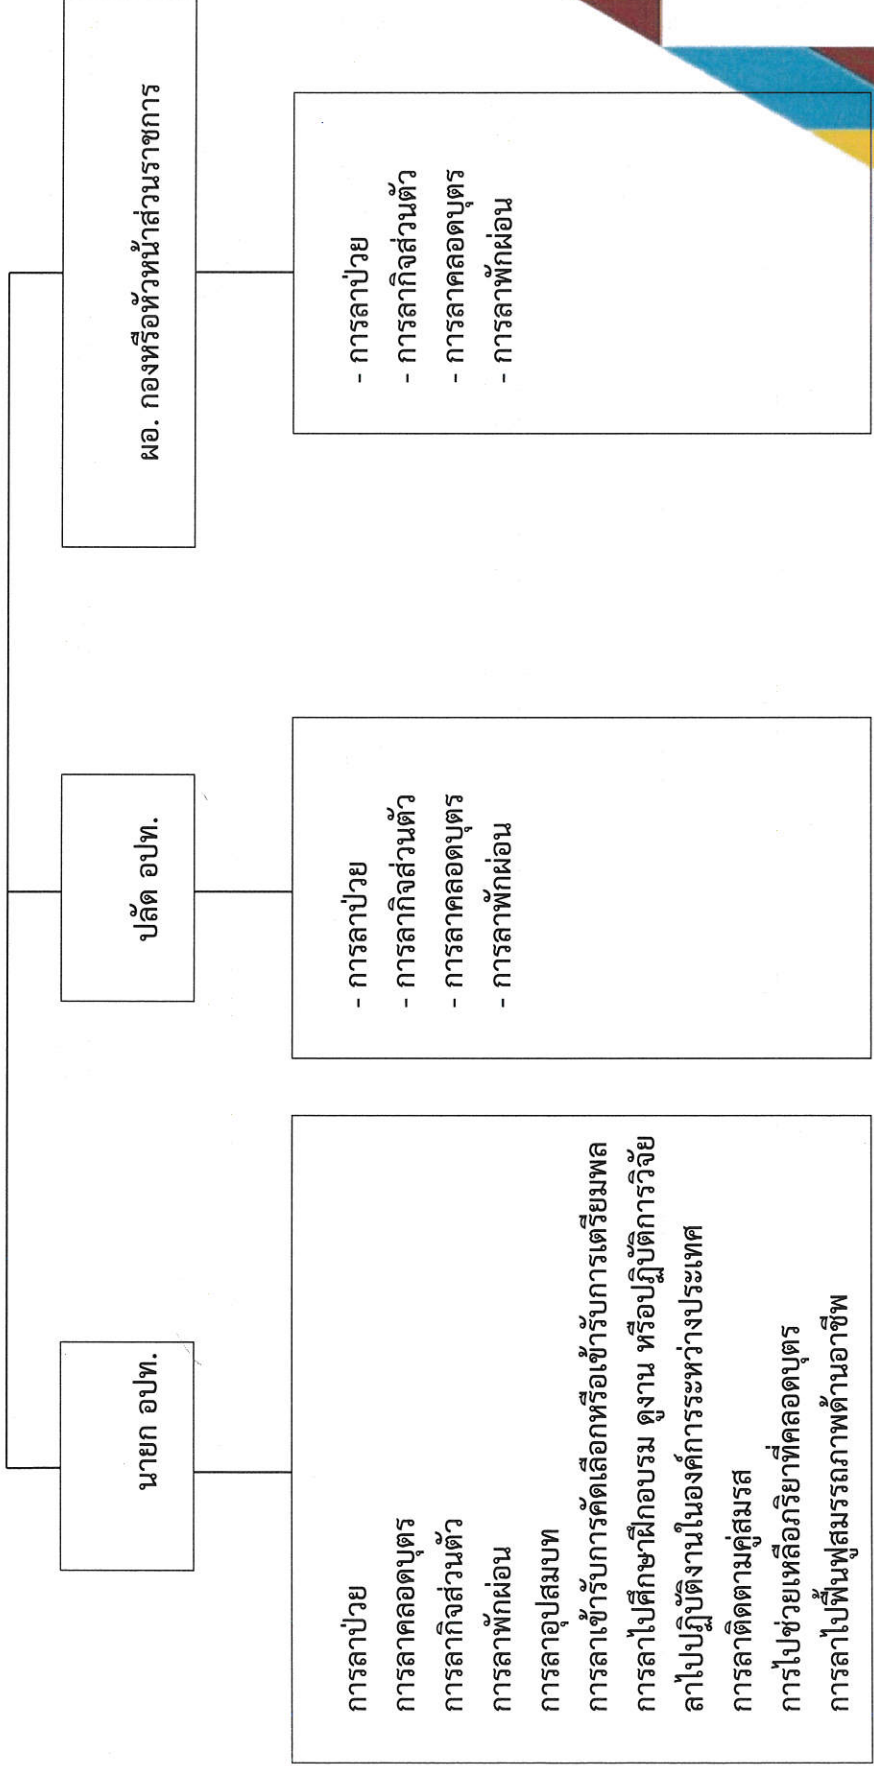 นายก อปท.
การลาป่วย
การลาคลอดบุตร
การลากิจส่วนตัว
การลาพักผ่อน
การลาอุปสมบท
การลาเข้ารับการคัดเลือกหรือเข้ารับการเตรียมพล
การลาไปศึกษาฝึกอบรม ดูงาน หรือปฏิบัติการวิจัย
ลาไปปฏิบัติงานในองค์การระหว่างประเทศ
การลาติดตามคู่สมรส
การไปช่วยเหลือภริยาที่คลอดบุตร
การลาไปฟื้นฟูสมรรถภาพด้านอาชีพ
ปลัด อปท.
- การลาป่วย
- การลากิจส่วนตัว
- การลาคลอดบุตร
- การลาพักผ่อน
ผอ. กองหรือหัวหน้าส่วนราชการ
- การลาป่วย
- การลากิจส่วนตัว
- การลาคลอดบุตร
- การลาพักผ่อน